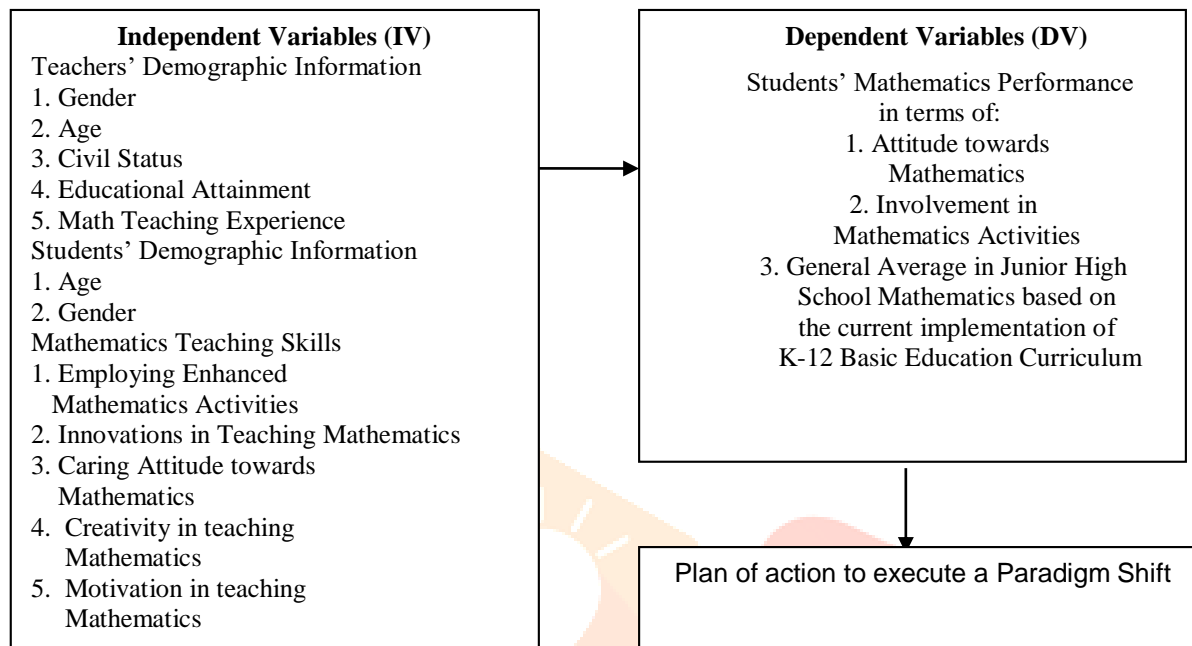 Independent Variables (IV)
Teachers’ Demographic Information
1. Gender
2. Age
3. Civil Status
4. Educational Attainment
5. Math Teaching Experience
Students’ Demographic Information
1. Age
2. Gender
Mathematics Teaching Skills
1. Employing Enhanced
Mathematics Activities
2. Innovations in Teaching Mathematics
3. Caring Attitude towards
Mathematics
4. Creativity in teaching
Mathematics
5. Motivation in teaching
Mathematics
Dependent Variables (DV)
Students’ Mathematics Performance
in terms of:
1. Attitude towards
Mathematics
2. Involvement in
Mathematics Activities
3. General Average in Junior High
School Mathematics based on
the current implementation of
K-12 Basic Education Curriculum
Plan of action to execute a Paradigm Shift